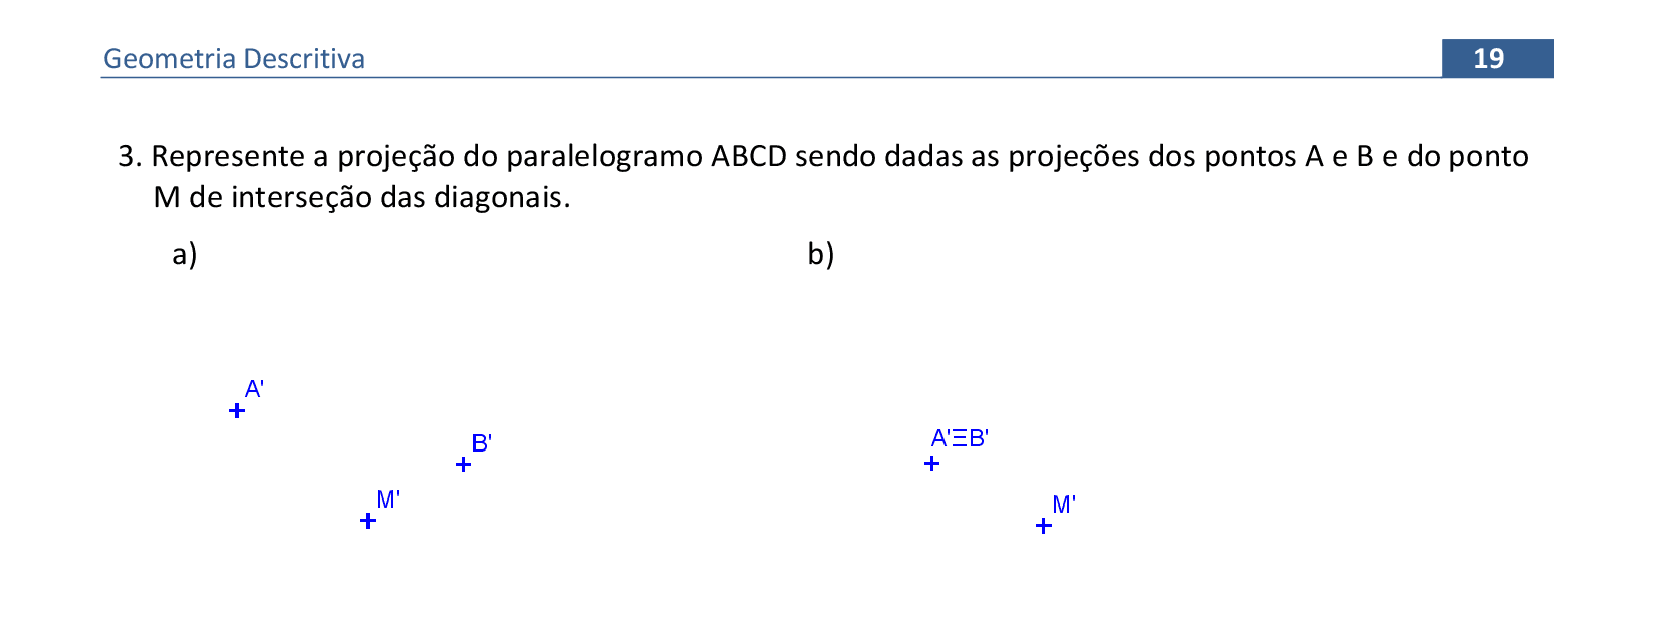 Geometria Descritiva
19
3. Represente a projeção do paralelogramo ABCD sendo dadas as projeções dos pontos A e B e do ponto
M de interseção das diagonais.
a)
b)
A'
B'
M'
A'ΞB'
M'